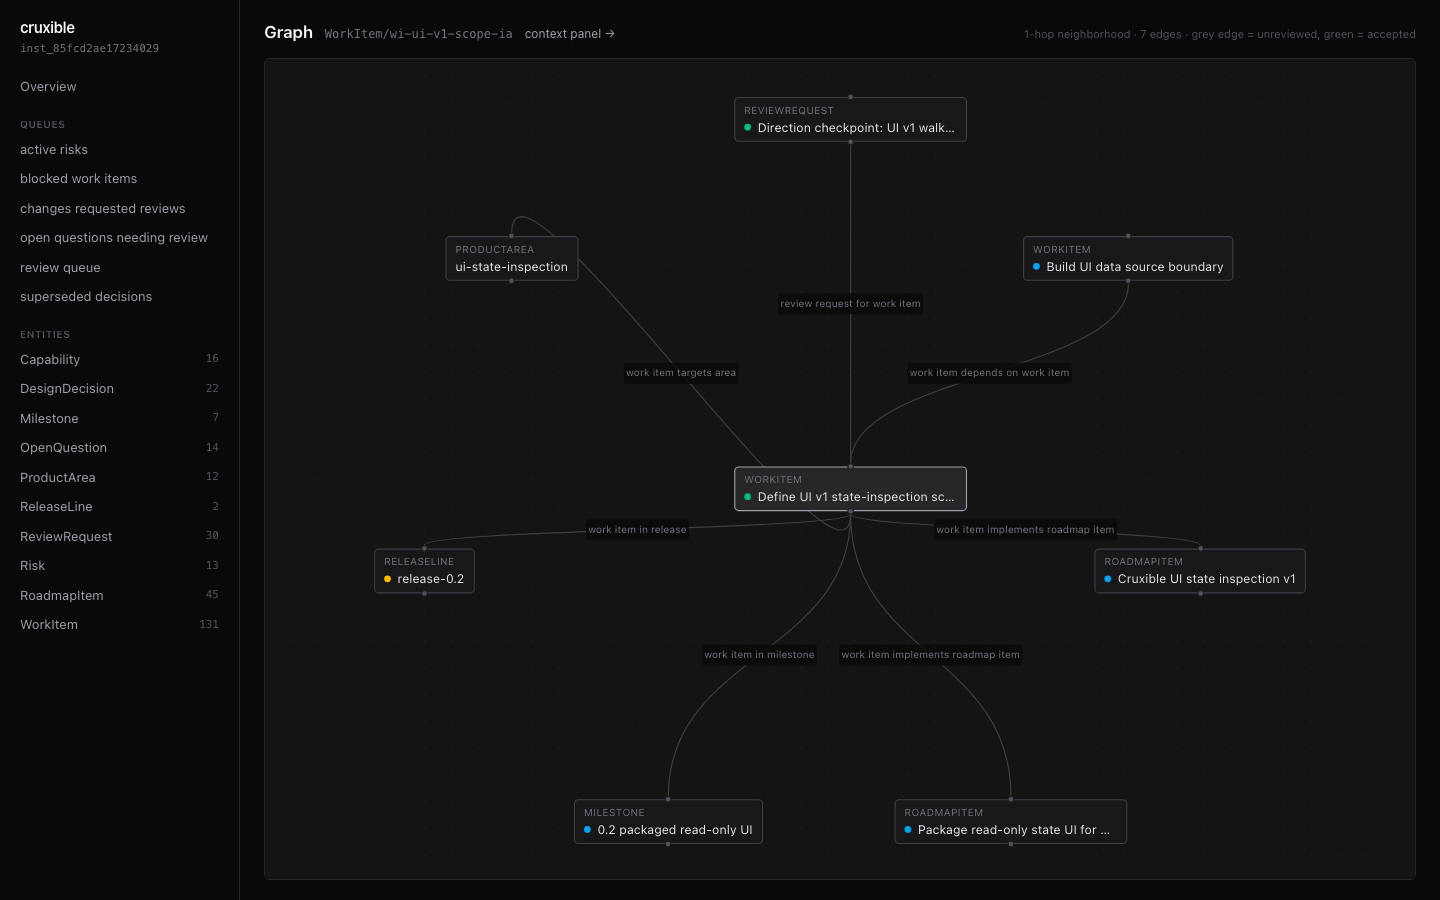 cruxible
inst_85fcd2ae17234029
Overview
QUEUES
active risks
blocked work items
changes requested reviews
open questions needing review
review queue
superseded decisions
ENTITIES
Capability 16
DesignDecision 22
Milestone 7
OpenQuestion 14
ProductArea 12
ReleaseLine 2
ReviewRequest 30
Risk 13
RoadmapItem 45
WorkItem 131
Graph WorkItem/wi-ui-v1-scope-ia context panel →
1-hop neighborhood · 7 edges · grey edge = unreviewed, green = accepted
REVIEWREQUEST
Direction checkpoint: UI v1 walk...
PRODUCTAREA
ui-state-inspection
WORKITEM
Build UI data source boundary
review request for work item
work item targets area
work item depends on work item
WORKITEM
Define UI v1 state-inspection sc...
work item in release
work item implements roadmap item
RELEASELINE
release-0.2
ROADMAPITEM
Cruxible UI state inspection v1
work item in milestone
work item implements roadmap item
MILESTONE
0.2 packaged read-only UI
ROADMAPITEM
Package read-only state UI for ...